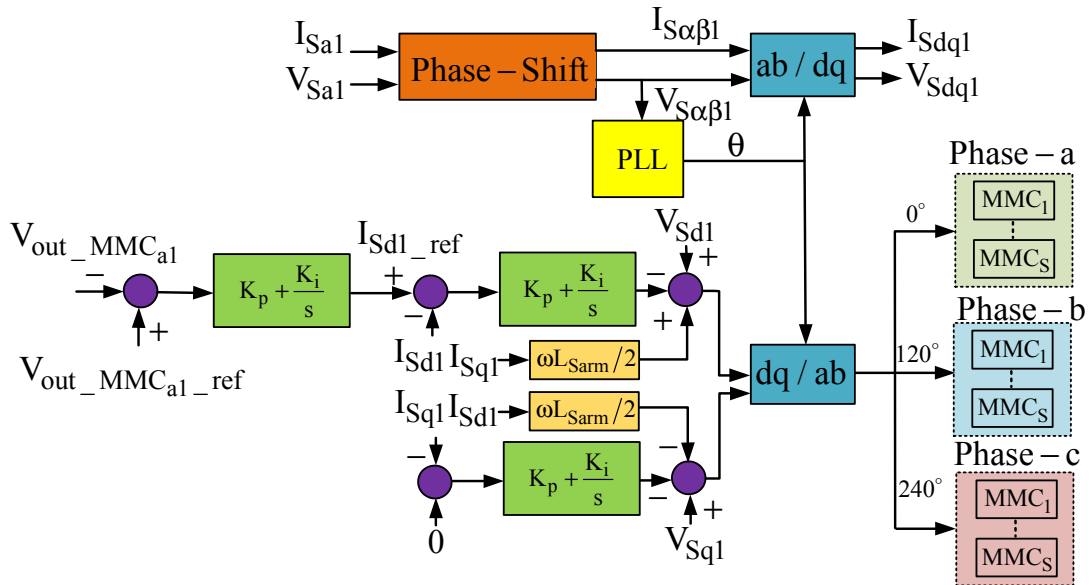 I_Sa1
V_Sa1
Phase – Shift
I_Sαβ1
V_Sαβ1
ab / dq
I_Sdq1
V_Sdq1
PLL
θ
Phase – a
0°
MMC_1
MMC_S
V_out_MMC_a1
–
+
V_out_MMC_a1_ref
K_p + K_i/s
I_Sd1_ref
+
–
I_Sd1
K_p + K_i/s
V_Sd1
–
+
+
I_Sq1
ωL_Sarm/2
dq / ab
Phase – b
120°
MMC_1
MMC_S
I_Sq1
I_Sd1
ωL_Sarm/2
–
0
K_p + K_i/s
–
–
+
V_Sq1
Phase – c
240°
MMC_1
MMC_S